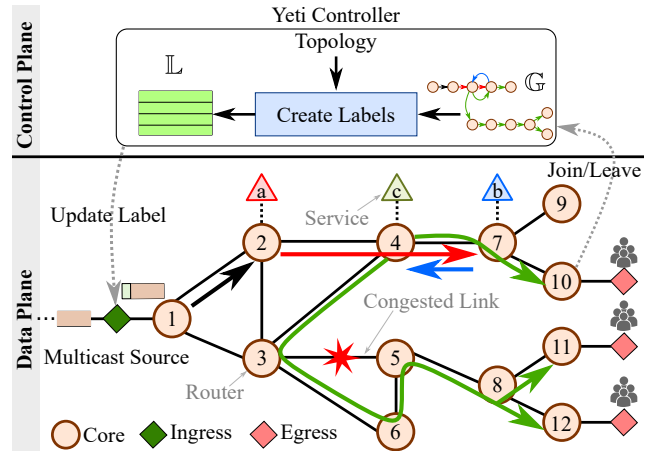 Yeti Controller
Topology
𝕃
𝔾
Create Labels
Control Plane
Join/Leave
Update Label
a
c
b
9
Service
2
4
7
10
Data Plane
Congested Link
1
11
Multicast Source
3
5
8
Router
6
12
Core
Ingress
Egress